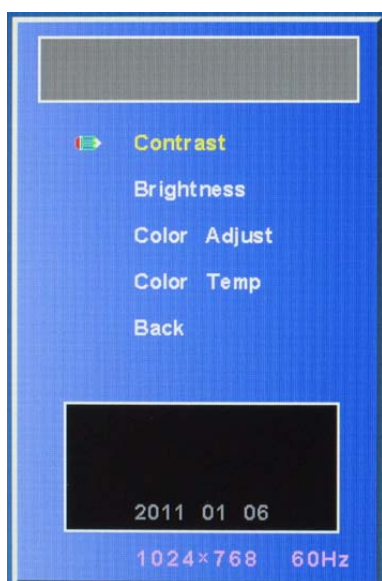 Contrast
Brightness
Color Adjust
Color Temp
Back
2011 01 06
1024×768 60Hz